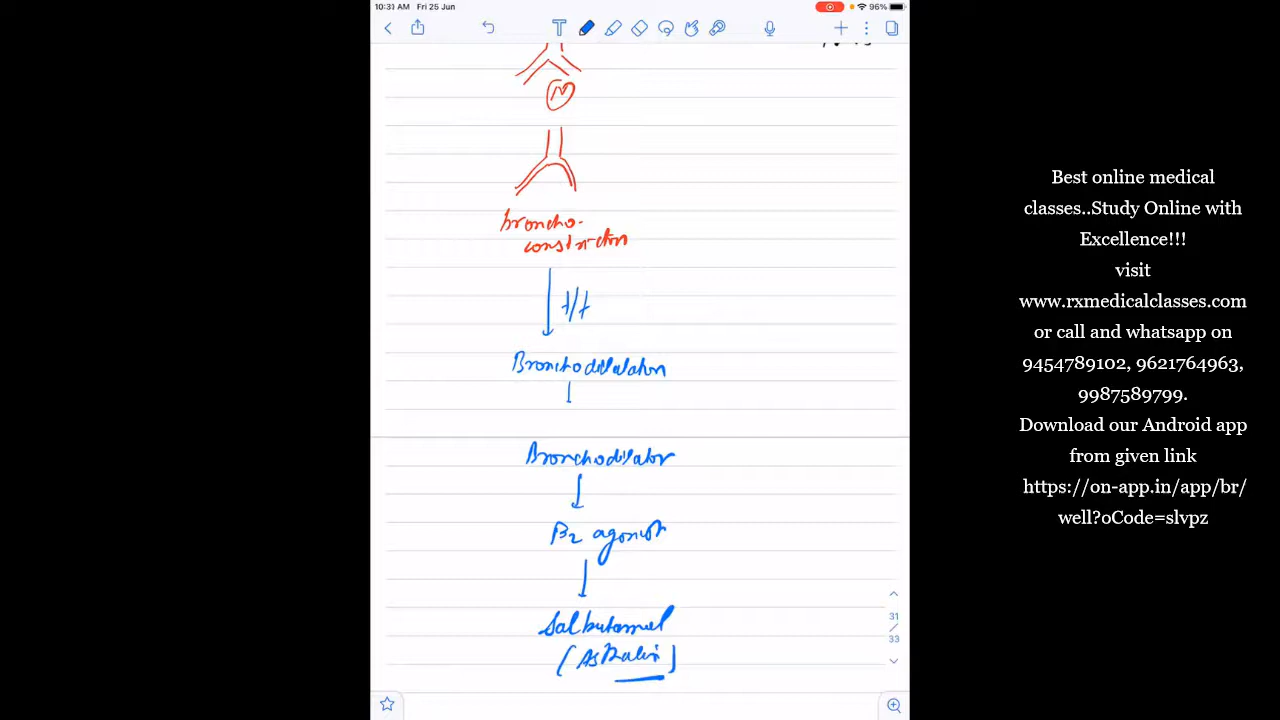 10:31 AM Fri 25 Jun
96%
N
broncho-
constriction
t/t
Bronchodilatation
Bronchodilator
B2 agonist
Salbutamol
(Asthalin)
31
/
33
Best online medical
classes..Study Online with
Excellence!!!
visit
www.rxmedicalclasses.com
or call and whatsapp on
9454789102, 9621764963,
9987589799.
Download our Android app
from given link
https://on-app.in/app/br/
well?oCode=slvpz